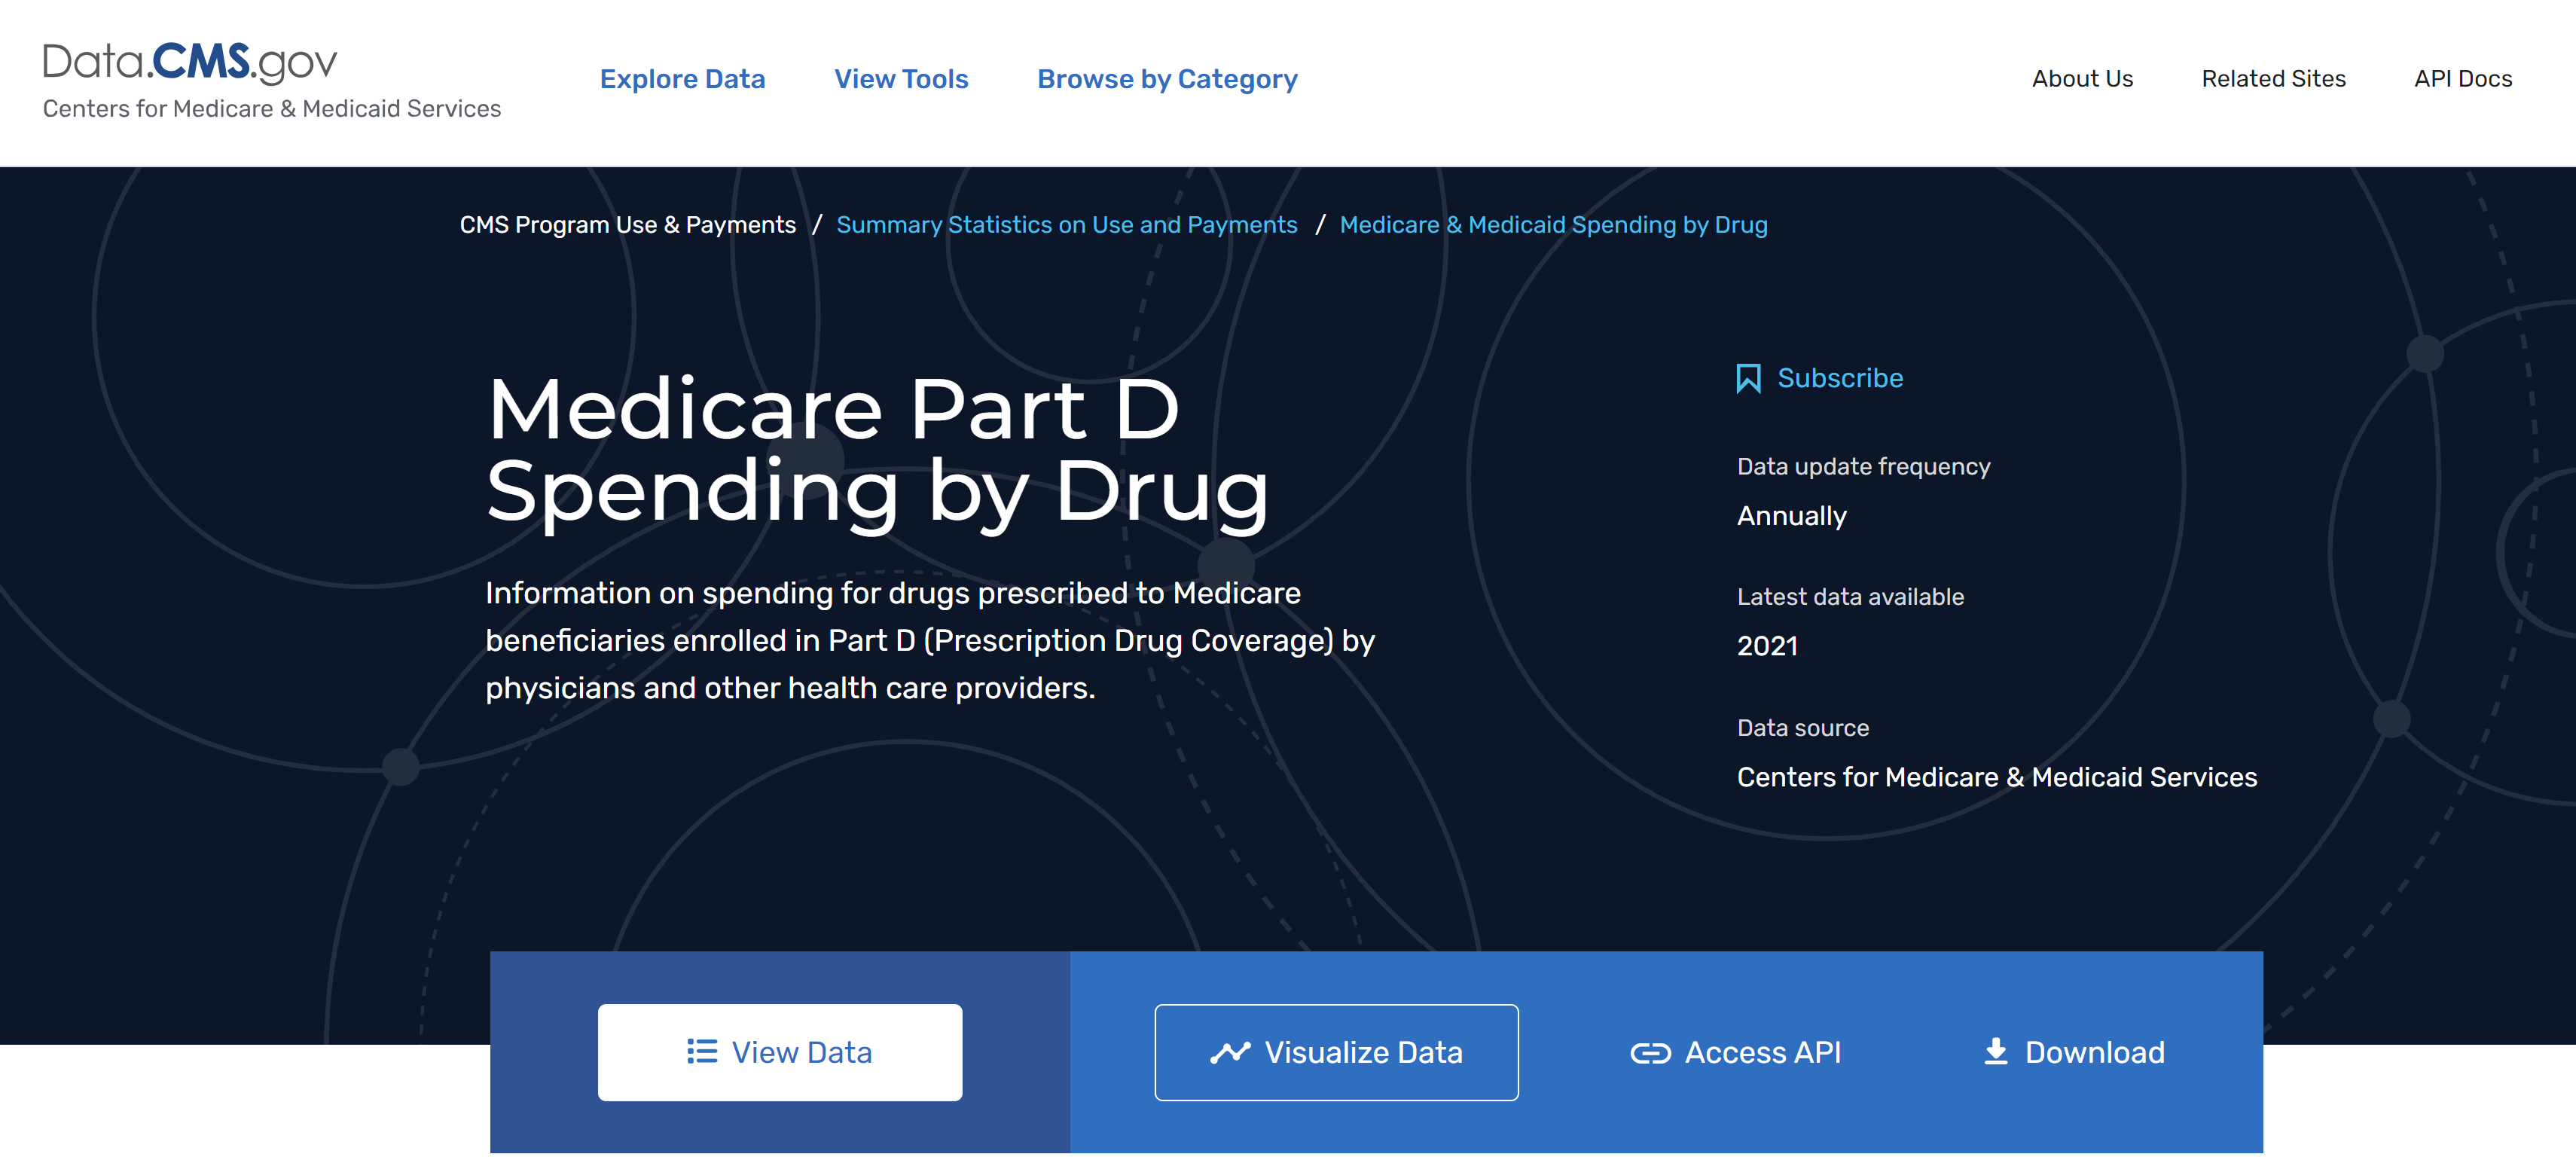 Data.CMS.gov
Centers for Medicare & Medicaid Services
Explore Data
View Tools
Browse by Category
About Us
Related Sites
API Docs
CMS Program Use & Payments / Summary Statistics on Use and Payments / Medicare & Medicaid Spending by Drug
Medicare Part D
Spending by Drug
Information on spending for drugs prescribed to Medicare
beneficiaries enrolled in Part D (Prescription Drug Coverage) by
physicians and other health care providers.
Subscribe
Data update frequency
Annually
Latest data available
2021
Data source
Centers for Medicare & Medicaid Services
View Data
Visualize Data
Access API
Download